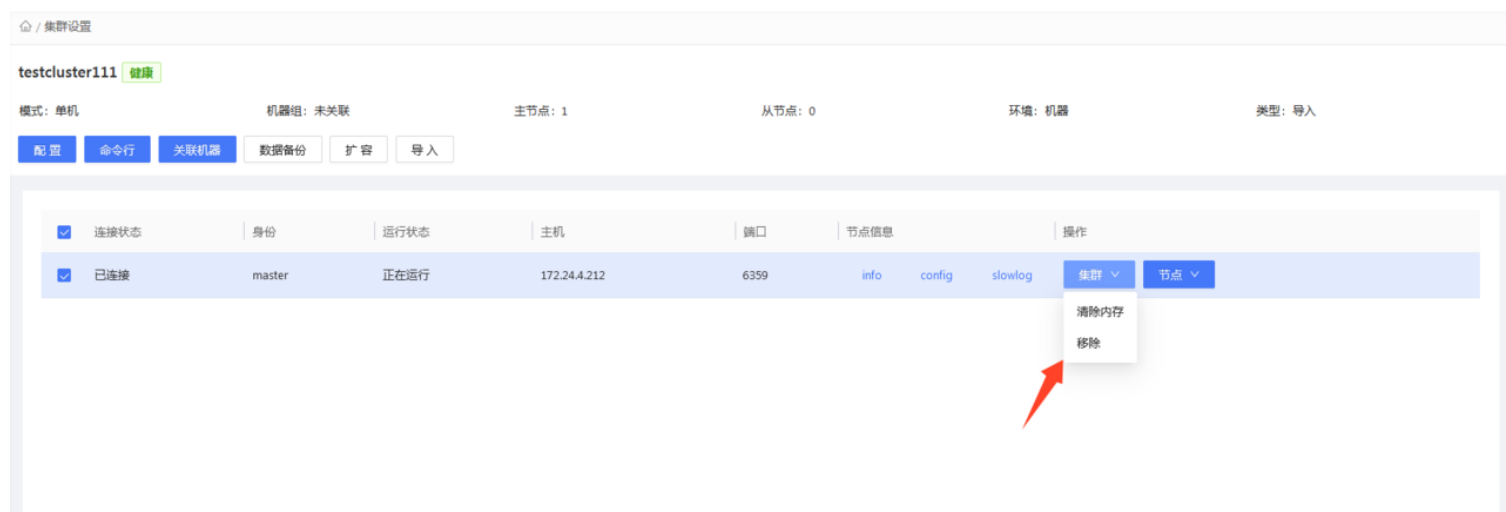 / 集群设置
testcluster111 健康
模式: 单机 机器组: 未关联 主节点: 1 从节点: 0 环境: 机器 类型: 导入
配 置 命令行 关联机器 数据备份 扩 容 导 入
连接状态 身份 运行状态 主机 端口 节点信息 操作
已连接 master 正在运行 172.24.4.212 6359 info config slowlog 集群 节点
清除内存
移除